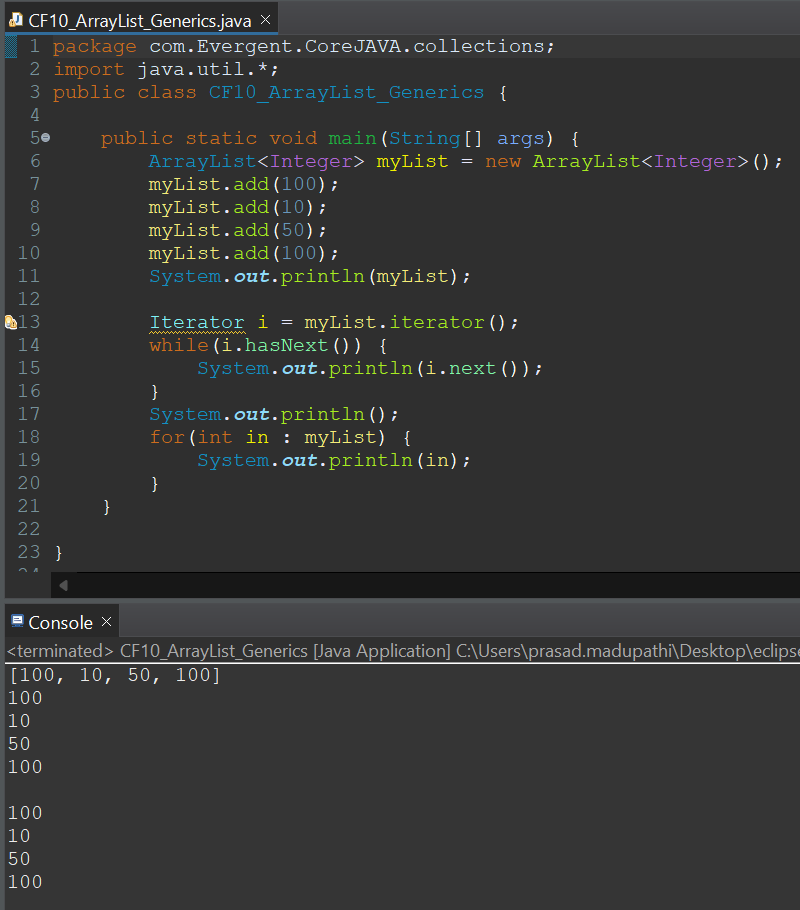 CF10_ArrayList_Generics.java ×
1 package com.Evergent.CoreJAVA.collections;
2 import java.util.*;
3 public class CF10_ArrayList_Generics {
4
5 public static void main(String[] args) {
6 ArrayList<Integer> myList = new ArrayList<Integer>();
7 myList.add(100);
8 myList.add(10);
9 myList.add(50);
10 myList.add(100);
11 System.out.println(myList);
12
13 Iterator i = myList.iterator();
14 while(i.hasNext()) {
15 System.out.println(i.next());
16 }
17 System.out.println();
18 for(int in : myList) {
19 System.out.println(in);
20 }
21 }
22
23 }
Console ×
<terminated> CF10_ArrayList_Generics [Java Application] C:\Users\prasad.madupathi\Desktop\eclipse
[100, 10, 50, 100]
100
10
50
100

100
10
50
100